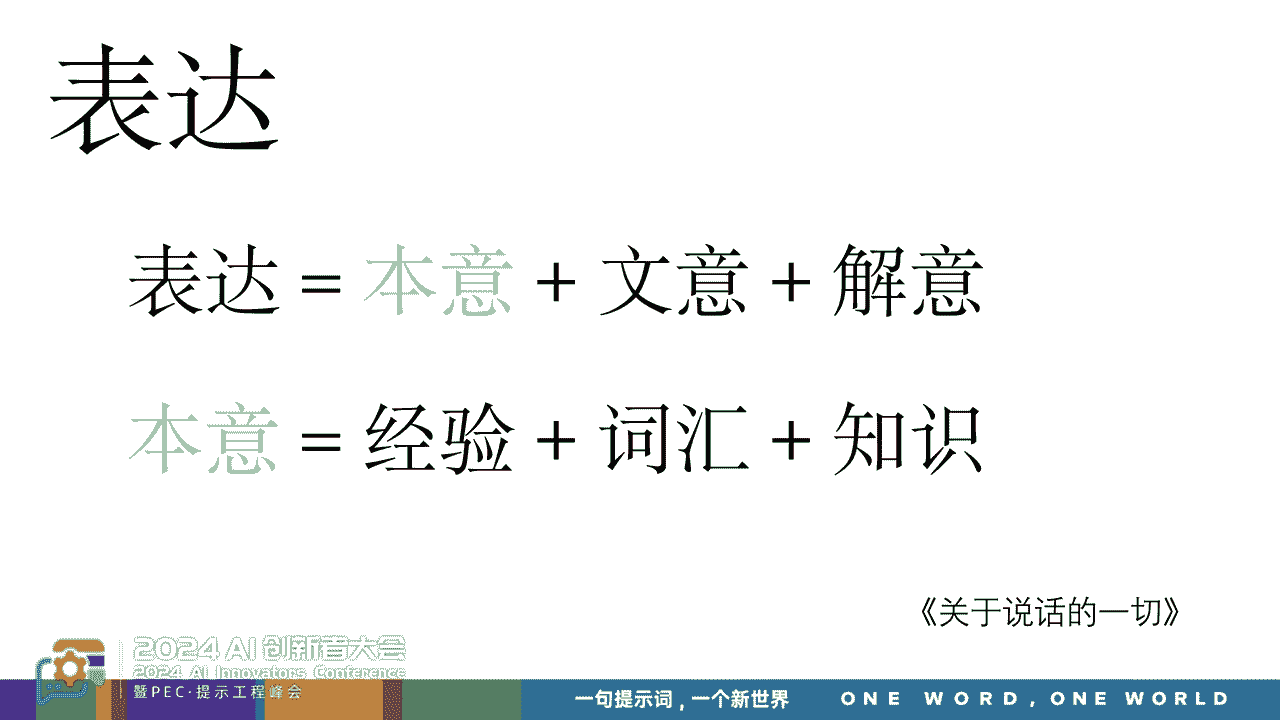 表达
表达 = 本意 + 文意 + 解意
本意 = 经验 + 词汇 + 知识
《关于说话的一切》
2024 AI 创新者大会
2024 AI Innovators Conference
暨PEC·提示工程峰会
一句提示词,一个新世界
ONE WORD, ONE WORLD